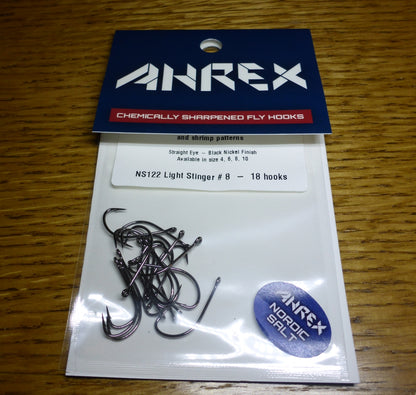 AHREX
CHEMICALLY SHARPENED FLY HOOKS
and shrimp patterns
Straight Eye – Black Nickel Finish
Available in size 4, 6, 8, 10
NS122 Light Stinger # 8 – 18 hooks
AHREX
NORDIC
SALT